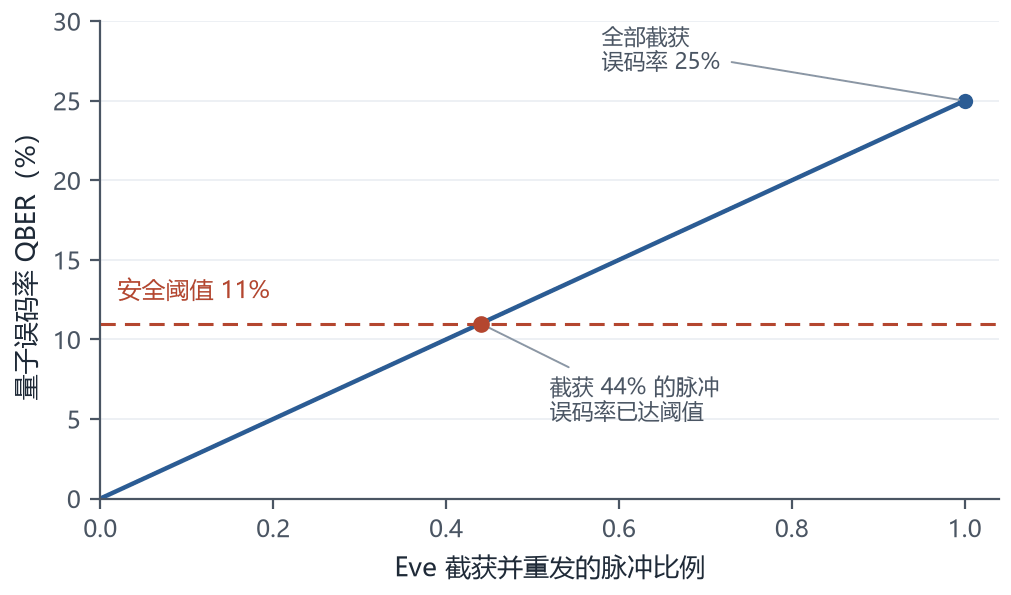 30
全部截获
误码率 25%
25
20
15
安全阈值 11%
10
截获 44% 的脉冲
误码率已达阈值
5
0
0.0 0.2 0.4 0.6 0.8 1.0
Eve 截获并重发的脉冲比例
量子误码率 QBER（%）